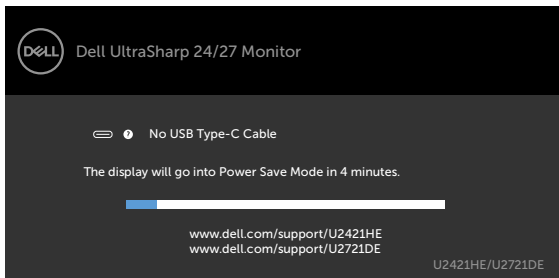 DELL
Dell UltraSharp 24/27 Monitor
? No USB Type-C Cable
The display will go into Power Save Mode in 4 minutes.
www.dell.com/support/U2421HE
www.dell.com/support/U2721DE
U2421HE/U2721DE